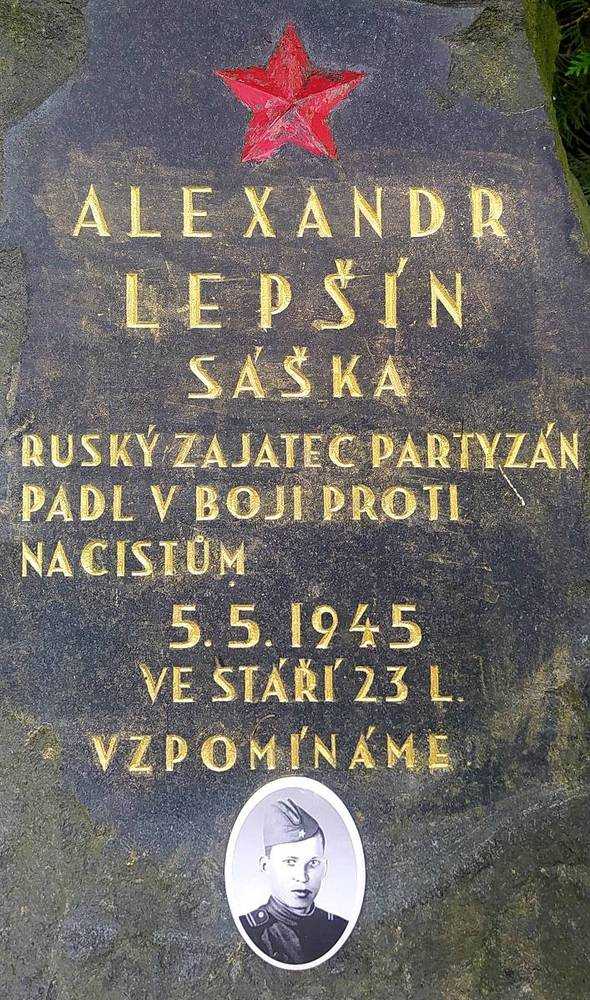 ALEXANDR
LEPŠÍN
SÁŠKA
RUSKÝ ZAJATEC PARTYZÁN
PADL V BOJI PROTI
NACISTŮM
5. 5. 1945
VE STÁŘÍ 23 L.
VZPOMÍNÁME